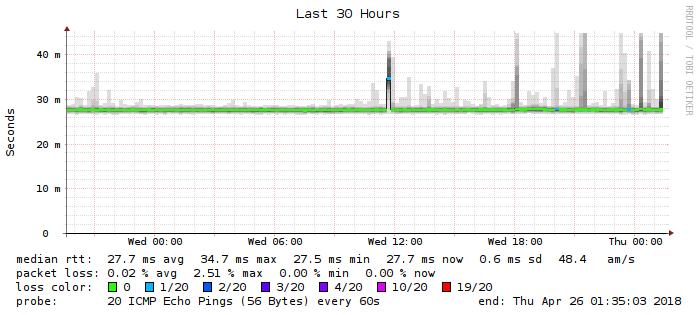 Last 30 Hours
RRDTOOL / TOBI OETIKER
Seconds
40 m
30 m
20 m
10 m
0
Wed 00:00 Wed 06:00 Wed 12:00 Wed 18:00 Thu 00:00
median rtt: 27.7 ms avg 34.7 ms max 27.5 ms min 27.7 ms now 0.6 ms sd 48.4 am/s
packet loss: 0.02 % avg 2.51 % max 0.00 % min 0.00 % now
loss color: 0 1/20 2/20 3/20 4/20 10/20 19/20
probe: 20 ICMP Echo Pings (56 Bytes) every 60s end: Thu Apr 26 01:35:03 2018